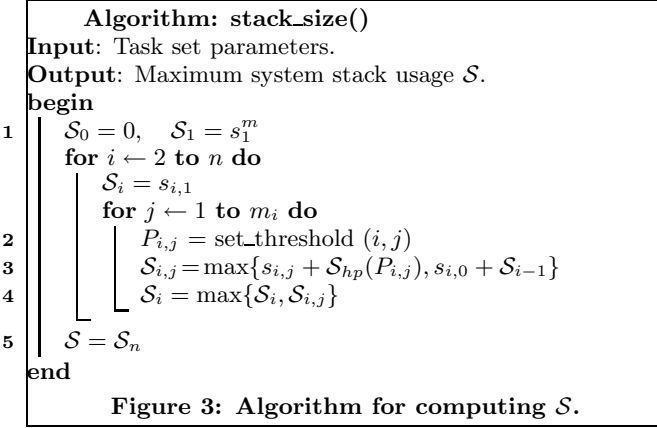 Algorithm: stack_size()
Input: Task set parameters.
Output: Maximum system stack usage 𝒮.
begin
1 𝒮₀ = 0, 𝒮₁ = s₁ᵐ
for i ← 2 to n do
𝒮ᵢ = sᵢ,₁
for j ← 1 to mᵢ do
2 Pᵢ,ⱼ = set_threshold (i, j)
3 𝒮ᵢ,ⱼ = max{sᵢ,ⱼ + 𝒮ₕₚ(Pᵢ,ⱼ), sᵢ,₀ + 𝒮ᵢ₋₁}
4 𝒮ᵢ = max{𝒮ᵢ, 𝒮ᵢ,ⱼ}
5 𝒮 = 𝒮ₙ
end
Figure 3: Algorithm for computing 𝒮.